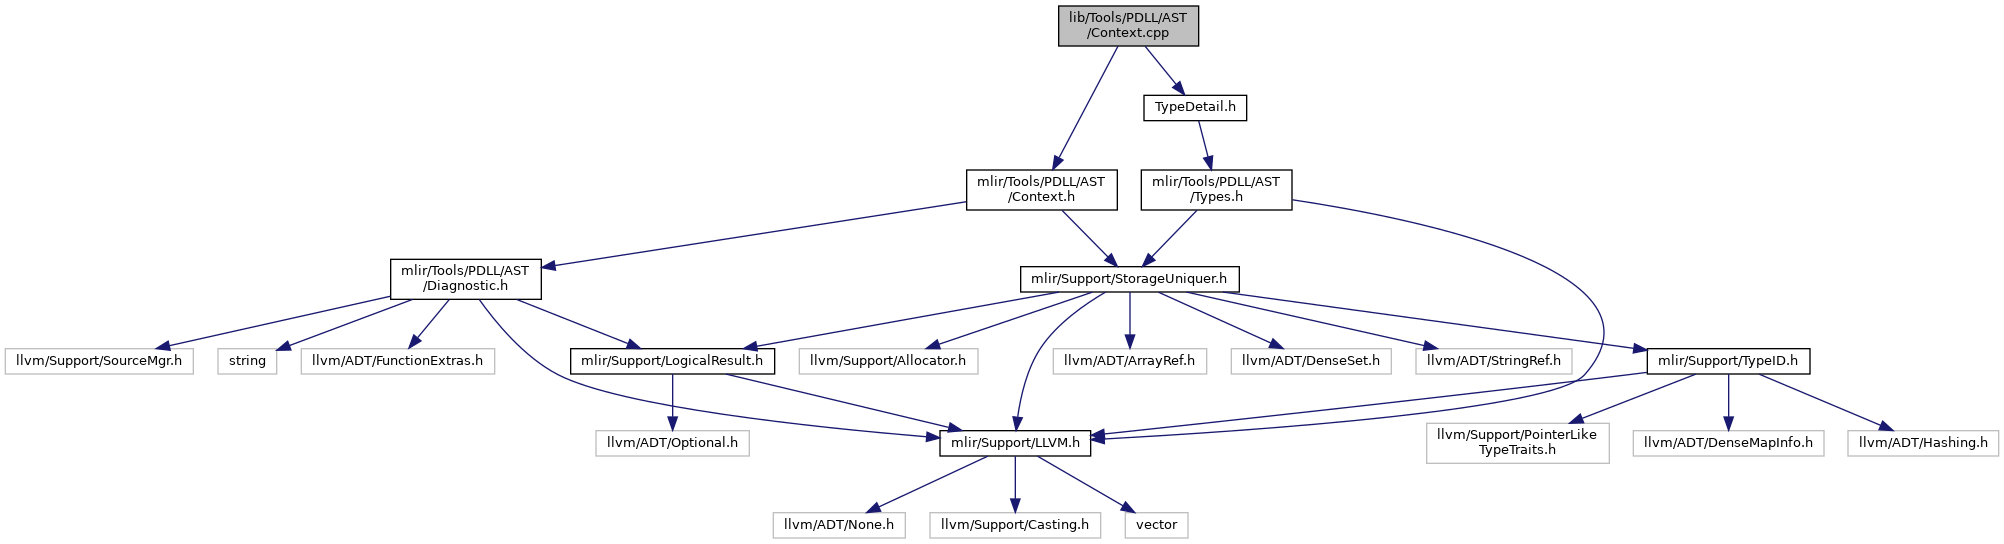 lib/Tools/PDLL/AST
/Context.cpp
TypeDetail.h
mlir/Tools/PDLL/AST
/Context.h
mlir/Tools/PDLL/AST
/Types.h
mlir/Tools/PDLL/AST
/Diagnostic.h
mlir/Support/StorageUniquer.h
llvm/Support/SourceMgr.h
string
llvm/ADT/FunctionExtras.h
mlir/Support/LogicalResult.h
llvm/Support/Allocator.h
llvm/ADT/ArrayRef.h
llvm/ADT/DenseSet.h
llvm/ADT/StringRef.h
mlir/Support/TypeID.h
llvm/ADT/Optional.h
mlir/Support/LLVM.h
llvm/Support/PointerLike
TypeTraits.h
llvm/ADT/DenseMapInfo.h
llvm/ADT/Hashing.h
llvm/ADT/None.h
llvm/Support/Casting.h
vector